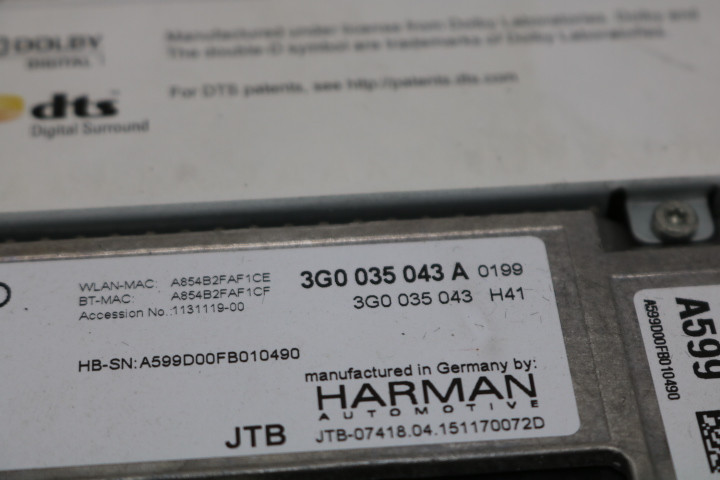 DOLBY
DIGITAL
Manufactured under license from Dolby Laboratories. Dolby and
The double-D symbol are trademarks of Dolby Laboratories.
dts
Digital Surround
For DTS patents, see http://patents.dts.com
WLAN-MAC: A854B2FAF1CE
BT-MAC: A854B2FAF1CF
Accession No.:1131119-00
3G0 035 043 A 0199
3G0 035 043 H41
HB-SN:A599D00FB010490
manufactured in Germany by:
HARMAN
AUTOMOTIVE
JTB
JTB-07418.04.151170072D
A599
A599D00FB010490